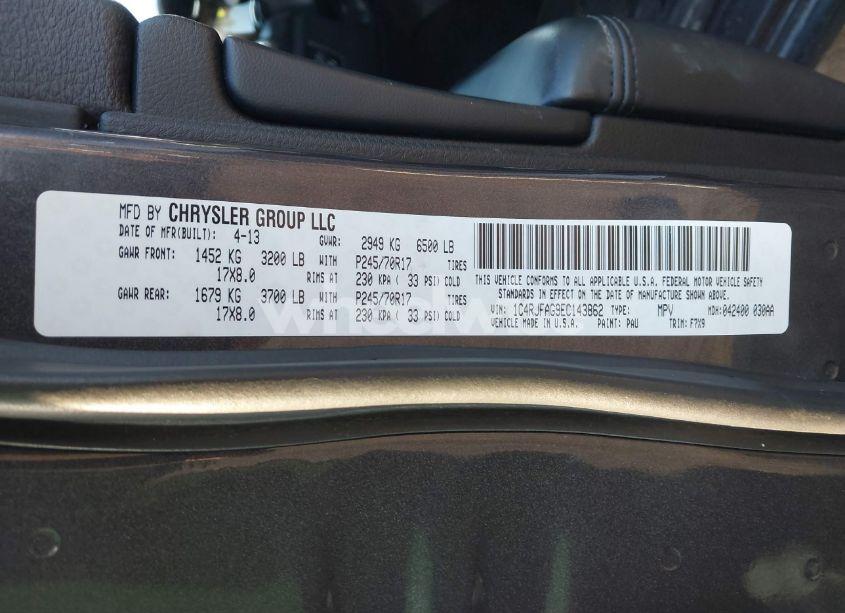 MFD BY CHRYSLER GROUP LLC
DATE OF MFR(BUILT): 4-13 GVWR: 2949 KG 6500 LB
GAWR FRONT: 1452 KG 3200 LB WITH P245/70R17 TIRES
17X8.0 RIMS AT 230 KPA ( 33 PSI) COLD
GAWR REAR: 1679 KG 3700 LB WITH P245/70R17 TIRES
17X8.0 RIMS AT 230 KPA ( 33 PSI) COLD
THIS VEHICLE CONFORMS TO ALL APPLICABLE U.S.A. FEDERAL MOTOR VEHICLE SAFETY
STANDARDS IN EFFECT ON THE DATE OF MANUFACTURE SHOWN ABOVE.
VIN: 1C4RJFAG9EC143862 TYPE: MPV MDH:042400 030AA
VEHICLE MADE IN U.S.A. PAINT: PAU TRIM: F7X9